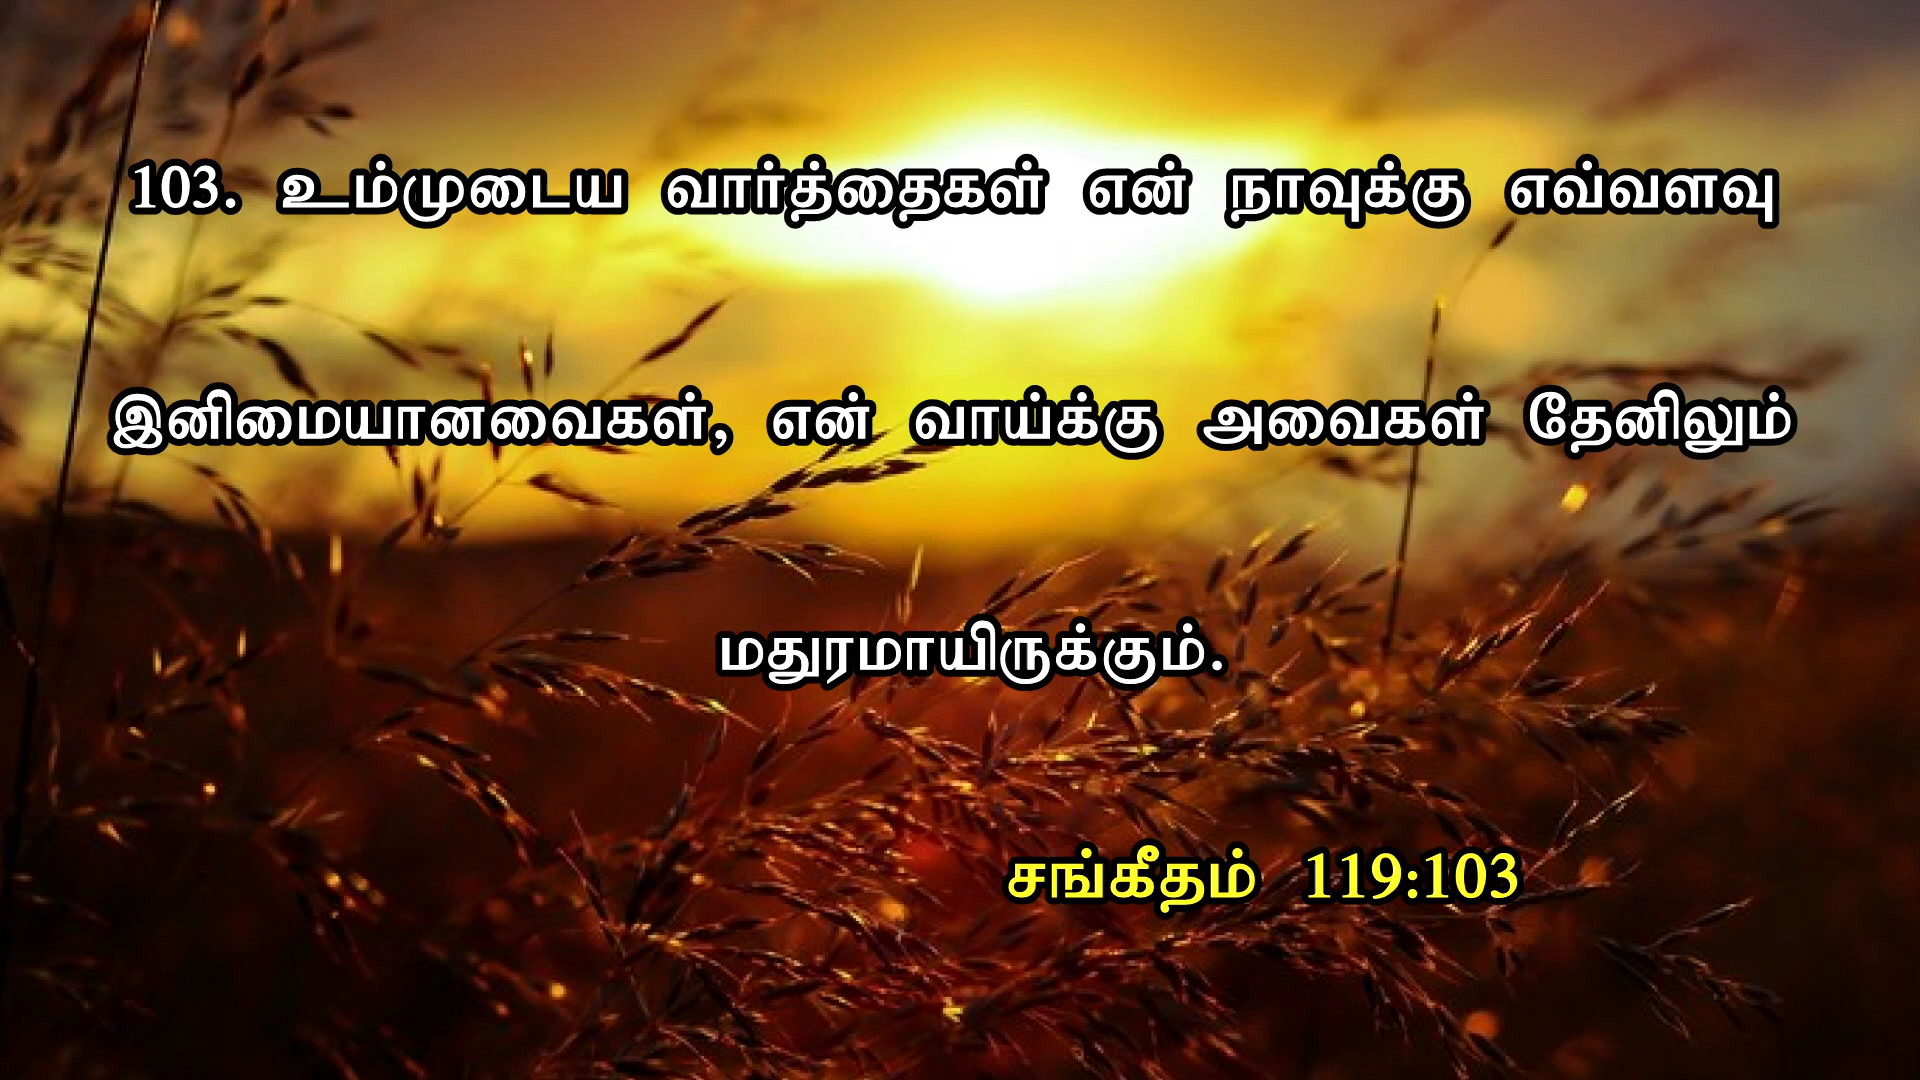 103. உம்முடைய வார்த்தைகள் என் நாவுக்கு எவ்வளவு
இனிமையானவைகள், என் வாய்க்கு அவைகள் தேனிலும்
மதுரமாயிருக்கும்.
சங்கீதம் 119:103